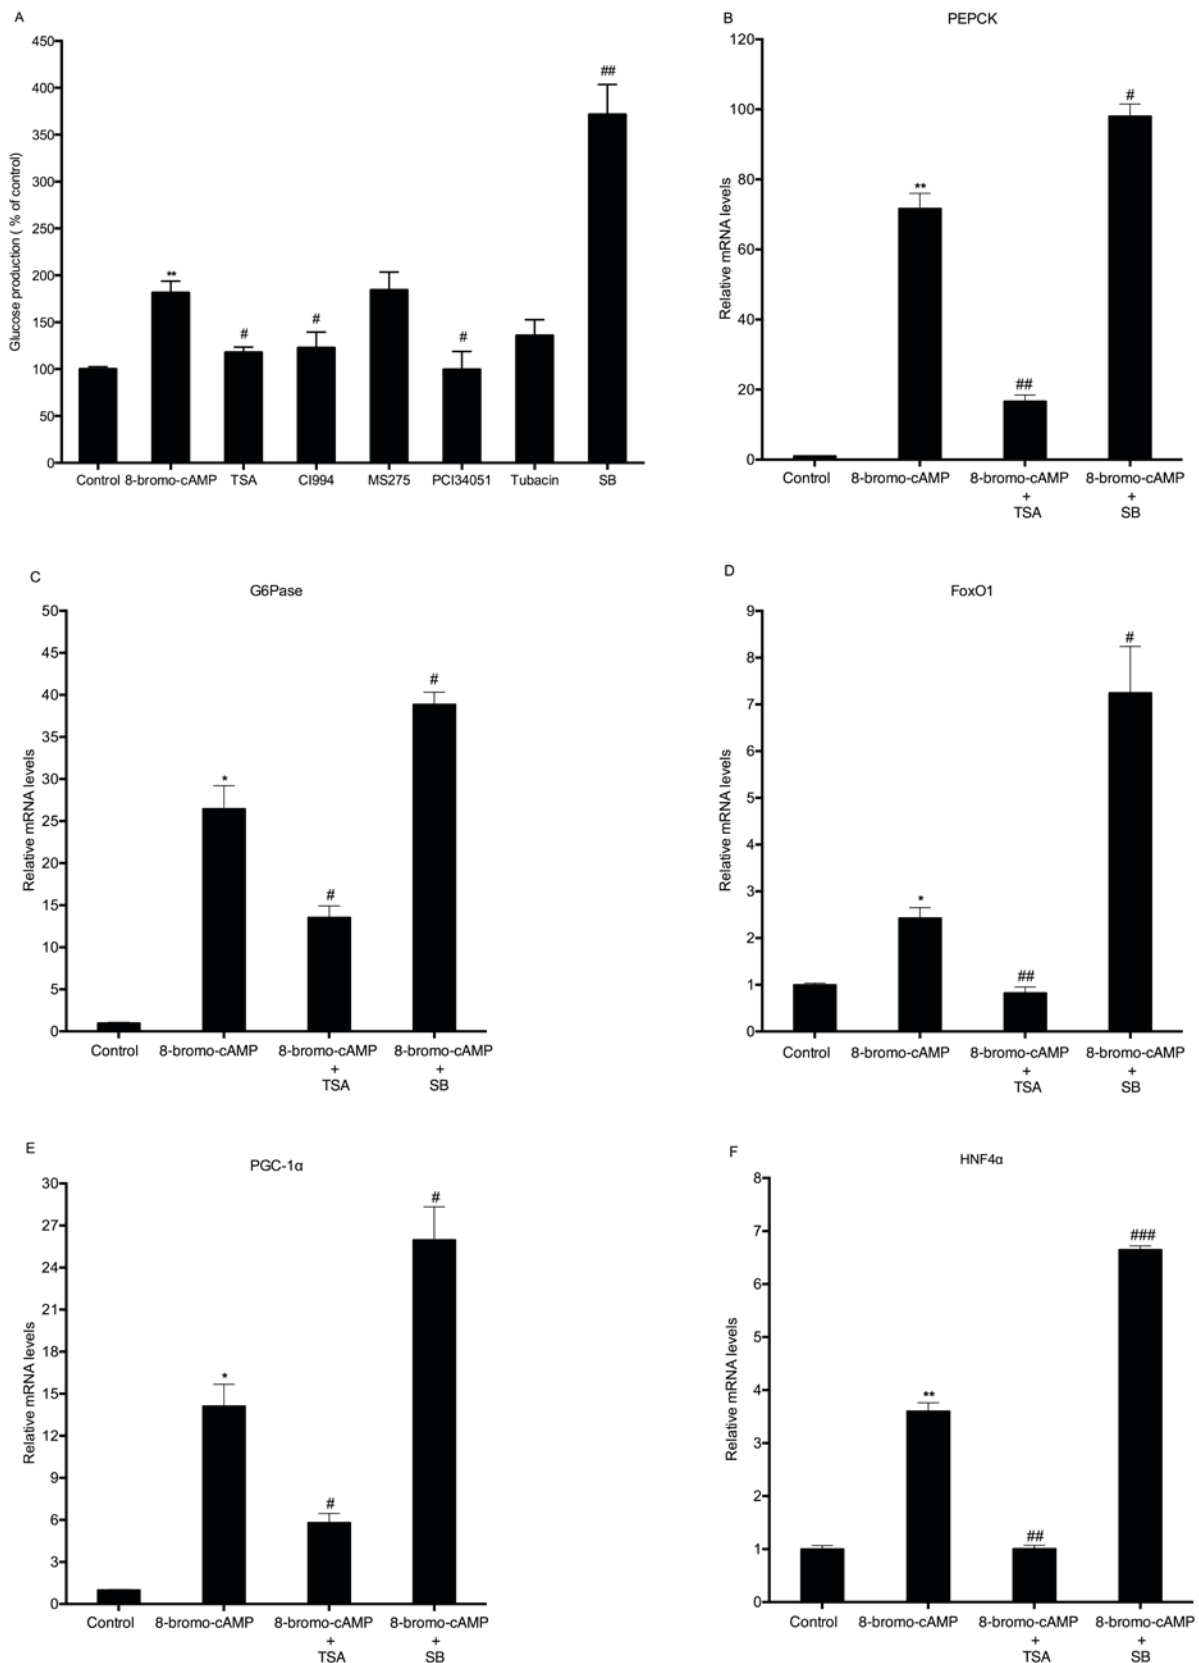 A
Glucose production ( % of control)
450
400
350
300
250
200
150
100
50
0
**
#
#
#
##
Control 8-bromo-cAMP TSA CI994 MS275 PCI34051 Tubacin SB
B
PEPCK
Relative mRNA levels
120
100
80
60
40
20
0
**
##
#
Control 8-bromo-cAMP 8-bromo-cAMP 8-bromo-cAMP
+ +
TSA SB
C
G6Pase
Relative mRNA levels
50
45
40
35
30
25
20
15
10
5
0
*
#
#
Control 8-bromo-cAMP 8-bromo-cAMP 8-bromo-cAMP
+ +
TSA SB
D
FoxO1
Relative mRNA levels
9
8
7
6
5
4
3
2
1
0
*
##
#
Control 8-bromo-cAMP 8-bromo-cAMP 8-bromo-cAMP
+ +
TSA SB
E
PGC-1α
Relative mRNA levels
30
27
24
21
18
15
12
9
6
3
0
*
#
#
Control 8-bromo-cAMP 8-bromo-cAMP 8-bromo-cAMP
+ +
TSA SB
F
HNF4α
Relative mRNA levels
8
7
6
5
4
3
2
1
0
**
##
###
Control 8-bromo-cAMP 8-bromo-cAMP 8-bromo-cAMP
+ +
TSA SB